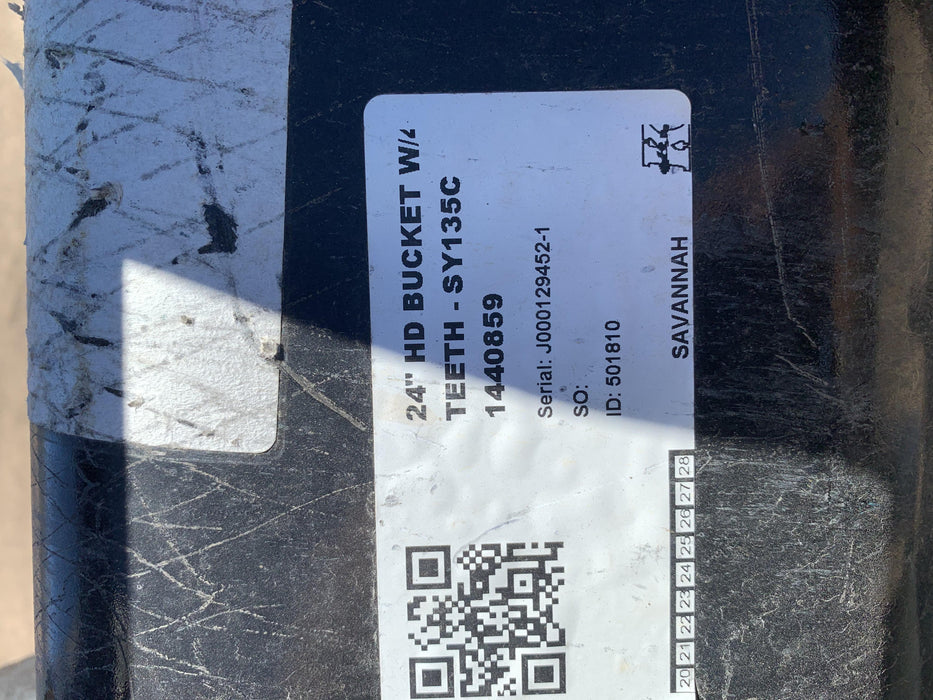 24" HD BUCKET W/4
TEETH - SY135C
1440859
Serial: J000129452-1
SO:
ID: 501810
SAVANNAH
20 21 22 23 24 25 26 27 28